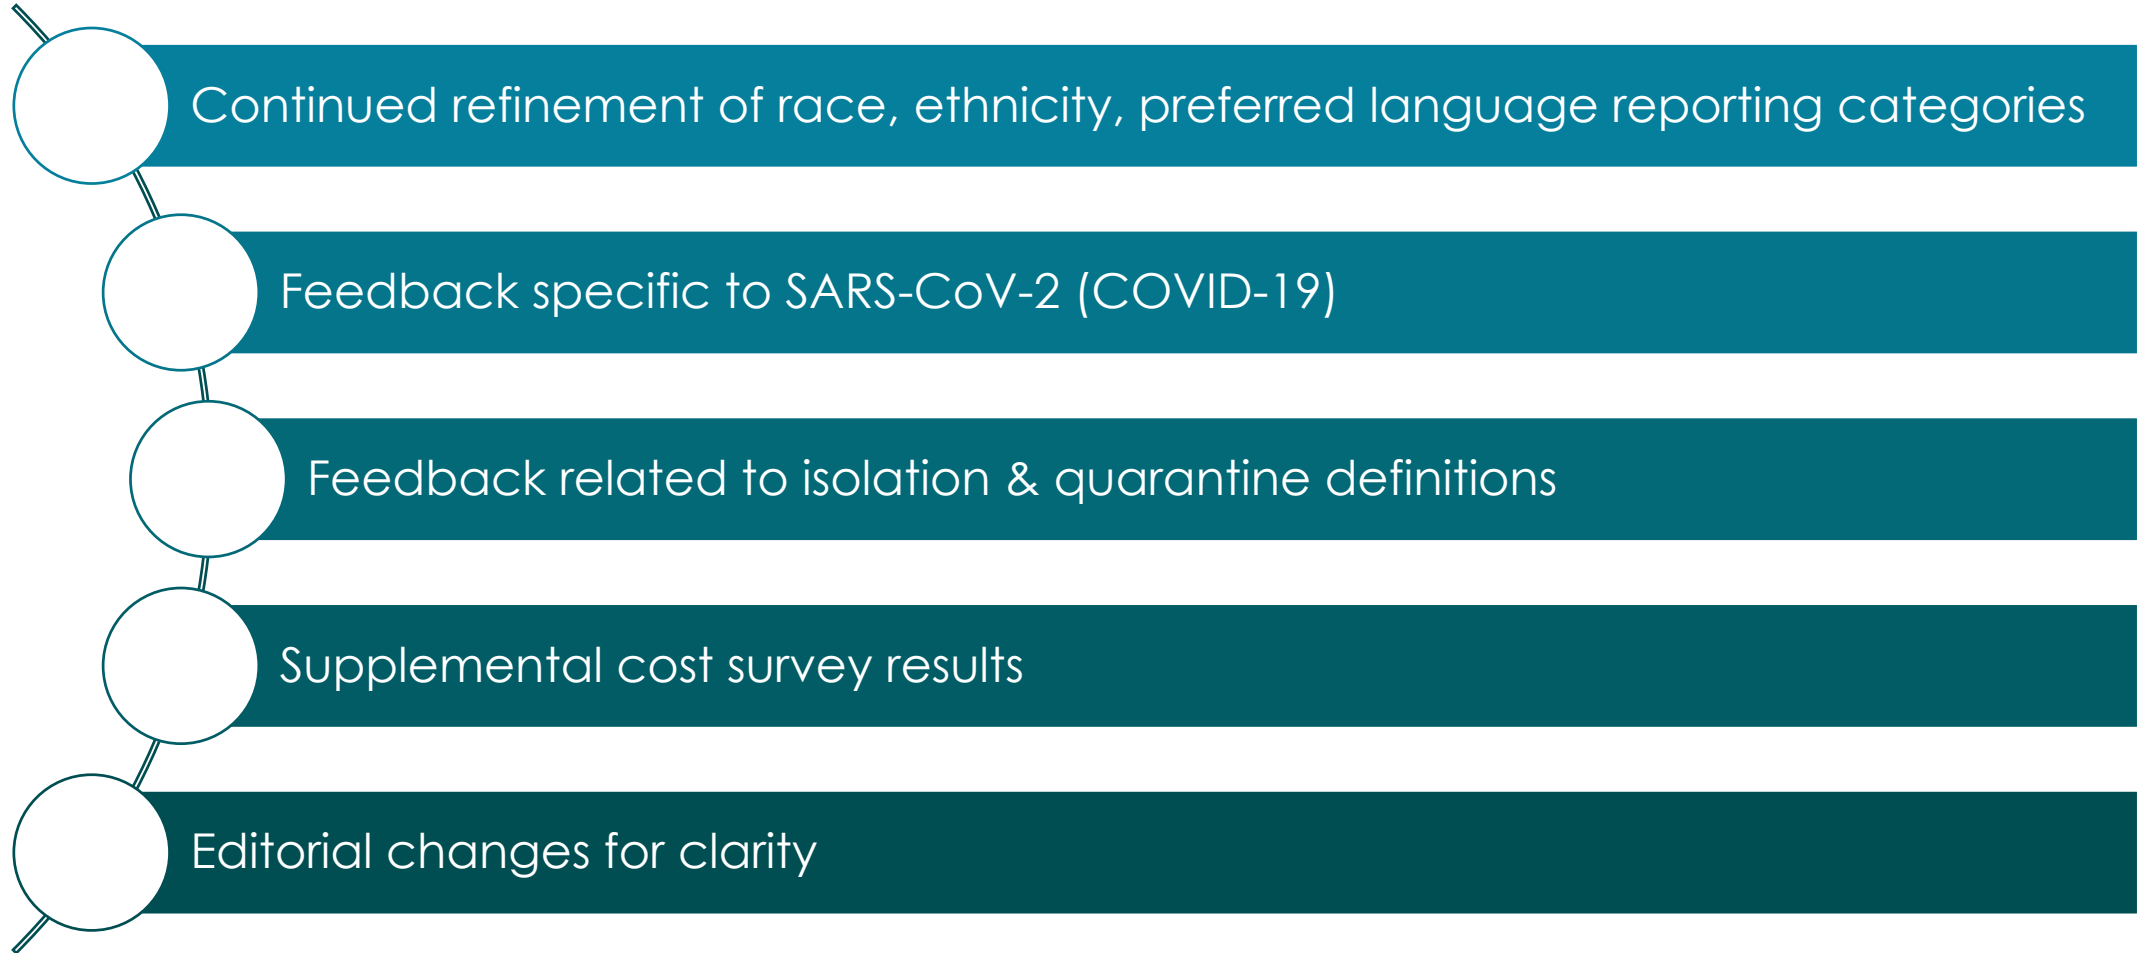 Continued refinement of race, ethnicity, preferred language reporting categories
Feedback specific to SARS-CoV-2 (COVID-19)
Feedback related to isolation & quarantine definitions
Supplemental cost survey results
Editorial changes for clarity